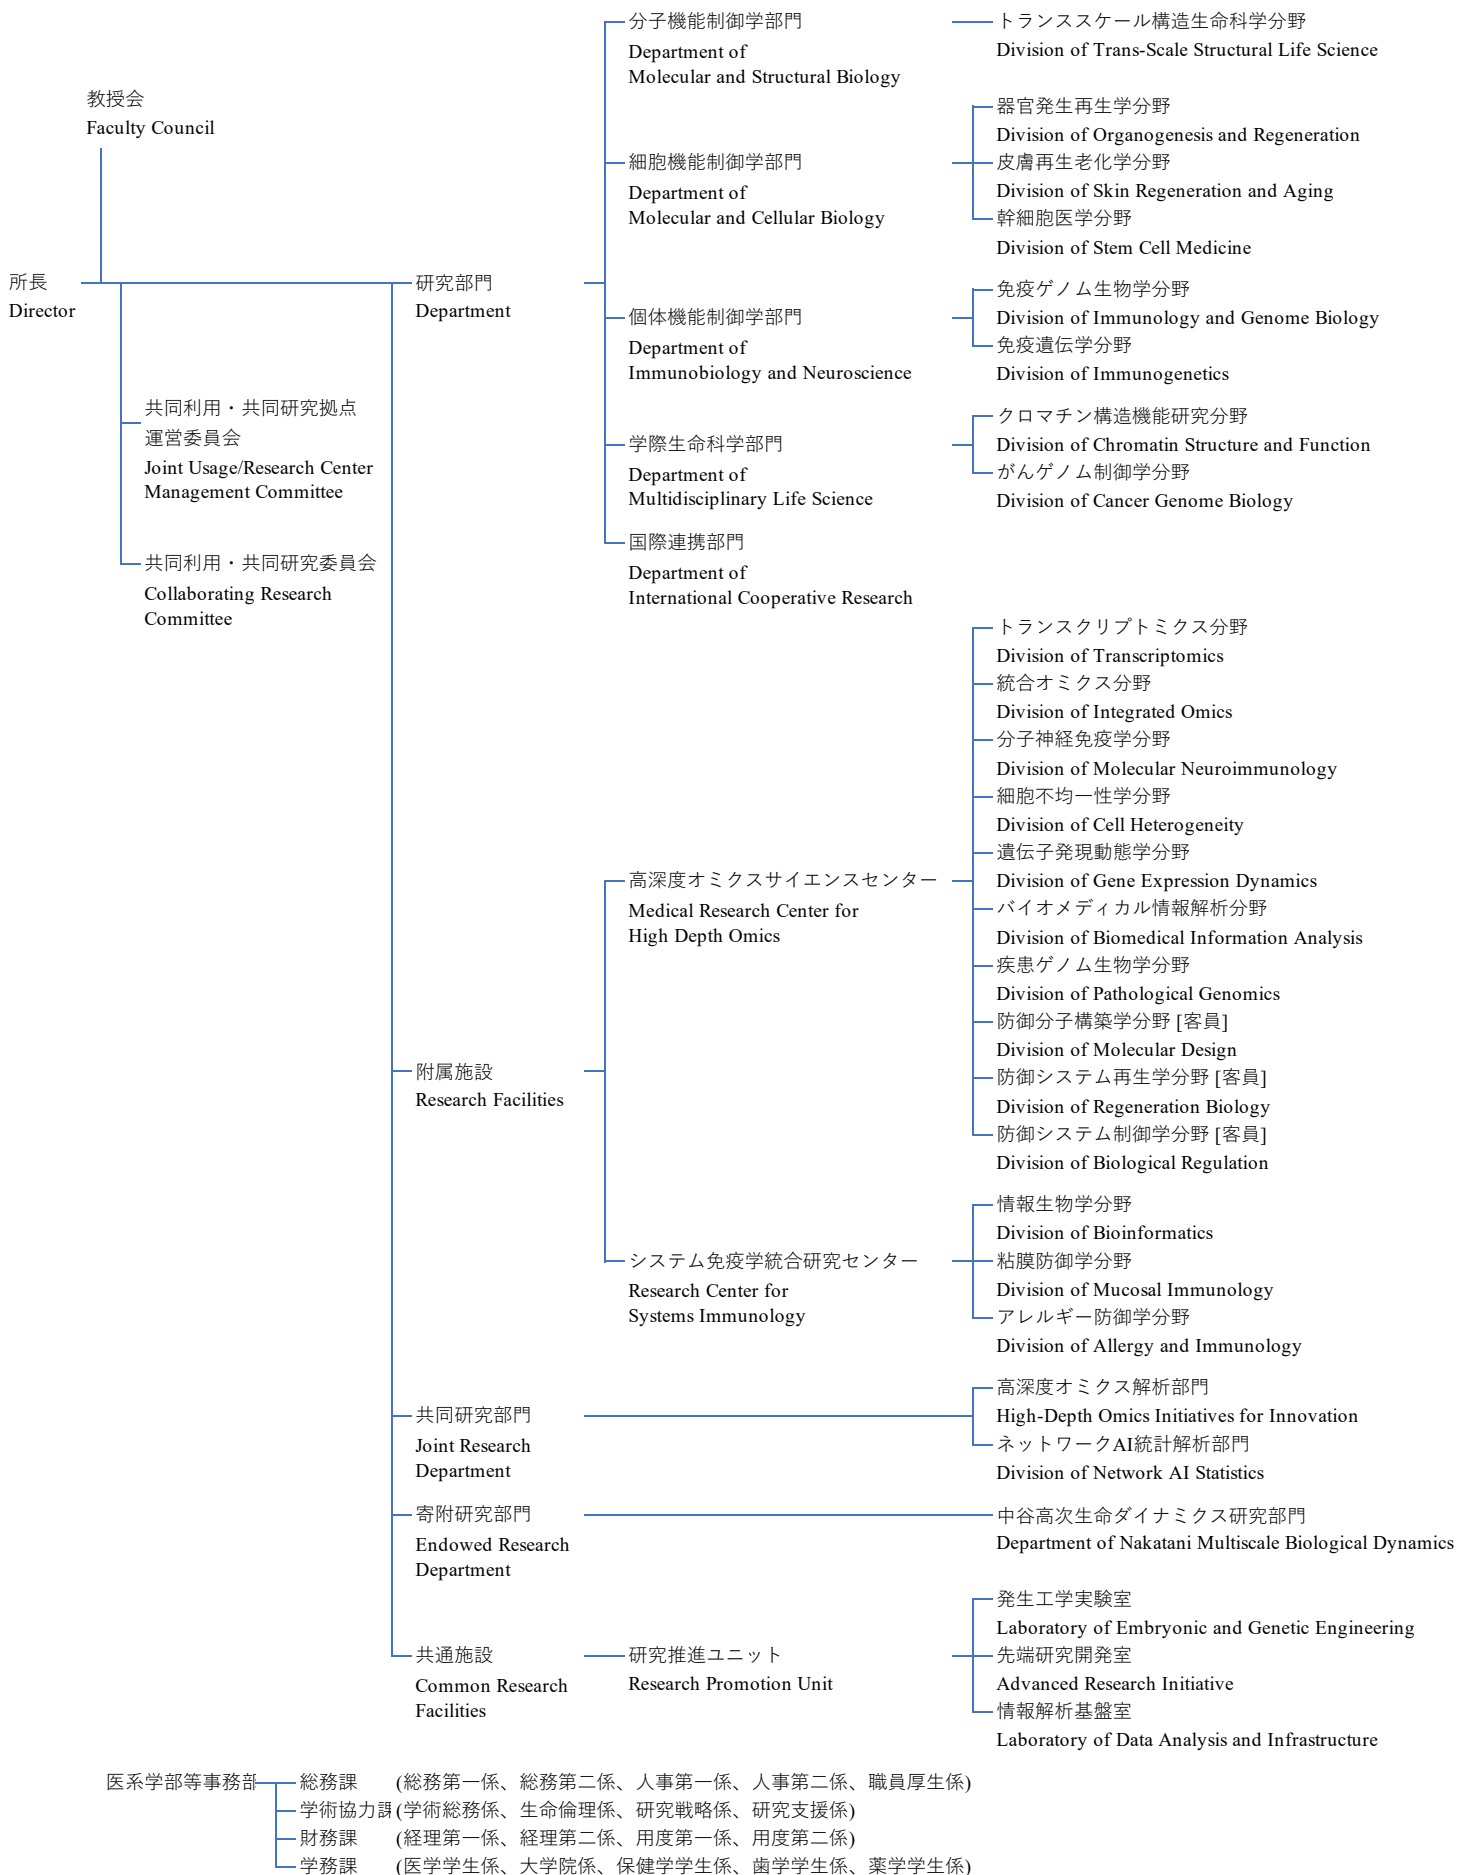 教授会
Faculty Council
所長
Director
共同利用・共同研究拠点
運営委員会
Joint Usage/Research Center
Management Committee
共同利用・共同研究委員会
Collaborating Research
Committee
研究部門
Department
分子機能制御学部門
Department of
Molecular and Structural Biology
トランススケール構造生命科学分野
Division of Trans-Scale Structural Life Science
細胞機能制御学部門
Department of
Molecular and Cellular Biology
器官発生再生学分野
Division of Organogenesis and Regeneration
皮膚再生老化学分野
Division of Skin Regeneration and Aging
幹細胞医学分野
Division of Stem Cell Medicine
個体機能制御学部門
Department of
Immunobiology and Neuroscience
免疫ゲノム生物学分野
Division of Immunology and Genome Biology
免疫遺伝学分野
Division of Immunogenetics
学際生命科学部門
Department of
Multidisciplinary Life Science
クロマチン構造機能研究分野
Division of Chromatin Structure and Function
がんゲノム制御学分野
Division of Cancer Genome Biology
国際連携部門
Department of
International Cooperative Research
附属施設
Research Facilities
高深度オミクスサイエンスセンター
Medical Research Center for
High Depth Omics
トランスクリプトミクス分野
Division of Transcriptomics
統合オミクス分野
Division of Integrated Omics
分子神経免疫学分野
Division of Molecular Neuroimmunology
細胞不均一性学分野
Division of Cell Heterogeneity
遺伝子発現動態学分野
Division of Gene Expression Dynamics
バイオメディカル情報解析分野
Division of Biomedical Information Analysis
疾患ゲノム生物学分野
Division of Pathological Genomics
防御分子構築学分野 [客員]
Division of Molecular Design
防御システム再生学分野 [客員]
Division of Regeneration Biology
防御システム制御学分野 [客員]
Division of Biological Regulation
システム免疫学統合研究センター
Research Center for
Systems Immunology
情報生物学分野
Division of Bioinformatics
粘膜防御学分野
Division of Mucosal Immunology
アレルギー防御学分野
Division of Allergy and Immunology
共同研究部門
Joint Research
Department
高深度オミクス解析部門
High-Depth Omics Initiatives for Innovation
ネットワークAI統計解析部門
Division of Network AI Statistics
寄附研究部門
Endowed Research
Department
中谷高次生命ダイナミクス研究部門
Department of Nakatani Multiscale Biological Dynamics
共通施設
Common Research
Facilities
研究推進ユニット
Research Promotion Unit
発生工学実験室
Laboratory of Embryonic and Genetic Engineering
先端研究開発室
Advanced Research Initiative
情報解析基盤室
Laboratory of Data Analysis and Infrastructure
医系学部等事務部 総務課 (総務第一係、総務第二係、人事第一係、人事第二係、職員厚生係)
学術協力課 (学術総務係、生命倫理係、研究戦略係、研究支援係)
財務課 (経理第一係、経理第二係、用度第一係、用度第二係)
学務課 (医学学生係、大学院係、保健学学生係、歯学学生係、薬学学生係)